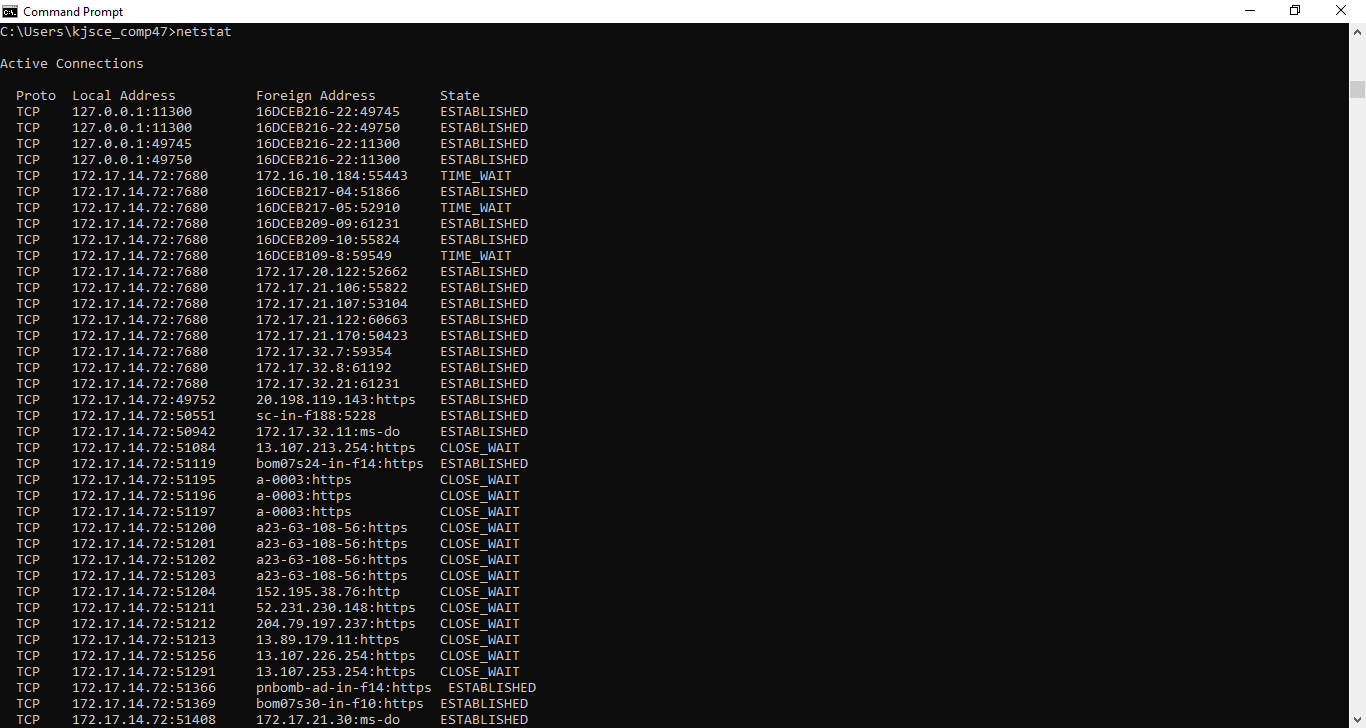 Command Prompt
C:\Users\kjsce_comp47>netstat
Active Connections
Proto  Local Address          Foreign Address        State
TCP    127.0.0.1:11300        16DCEB216-22:49745     ESTABLISHED
TCP    127.0.0.1:11300        16DCEB216-22:49750     ESTABLISHED
TCP    127.0.0.1:49745        16DCEB216-22:11300     ESTABLISHED
TCP    127.0.0.1:49750        16DCEB216-22:11300     ESTABLISHED
TCP    172.17.14.72:7680      172.16.10.184:55443    TIME_WAIT
TCP    172.17.14.72:7680      16DCEB217-04:51866     ESTABLISHED
TCP    172.17.14.72:7680      16DCEB217-05:52910     TIME_WAIT
TCP    172.17.14.72:7680      16DCEB209-09:61231     ESTABLISHED
TCP    172.17.14.72:7680      16DCEB209-10:55824     ESTABLISHED
TCP    172.17.14.72:7680      16DCEB109-8:59549      TIME_WAIT
TCP    172.17.14.72:7680      172.17.20.122:52662    ESTABLISHED
TCP    172.17.14.72:7680      172.17.21.106:55822    ESTABLISHED
TCP    172.17.14.72:7680      172.17.21.107:53104    ESTABLISHED
TCP    172.17.14.72:7680      172.17.21.122:60663    ESTABLISHED
TCP    172.17.14.72:7680      172.17.21.170:50423    ESTABLISHED
TCP    172.17.14.72:7680      172.17.32.7:59354      ESTABLISHED
TCP    172.17.14.72:7680      172.17.32.8:61192      ESTABLISHED
TCP    172.17.14.72:7680      172.17.32.21:61231     ESTABLISHED
TCP    172.17.14.72:49752     20.198.119.143:https   ESTABLISHED
TCP    172.17.14.72:50551     sc-in-f188:5228        ESTABLISHED
TCP    172.17.14.72:50942     172.17.32.11:ms-do     ESTABLISHED
TCP    172.17.14.72:51084     13.107.213.254:https   CLOSE_WAIT
TCP    172.17.14.72:51119     bom07s24-in-f14:https  ESTABLISHED
TCP    172.17.14.72:51195     a-0003:https           CLOSE_WAIT
TCP    172.17.14.72:51196     a-0003:https           CLOSE_WAIT
TCP    172.17.14.72:51197     a-0003:https           CLOSE_WAIT
TCP    172.17.14.72:51200     a23-63-108-56:https    CLOSE_WAIT
TCP    172.17.14.72:51201     a23-63-108-56:https    CLOSE_WAIT
TCP    172.17.14.72:51202     a23-63-108-56:https    CLOSE_WAIT
TCP    172.17.14.72:51203     a23-63-108-56:https    CLOSE_WAIT
TCP    172.17.14.72:51204     152.195.38.76:http     CLOSE_WAIT
TCP    172.17.14.72:51211     52.231.230.148:https   CLOSE_WAIT
TCP    172.17.14.72:51212     204.79.197.237:https   CLOSE_WAIT
TCP    172.17.14.72:51213     13.89.179.11:https     CLOSE_WAIT
TCP    172.17.14.72:51256     13.107.226.254:https   CLOSE_WAIT
TCP    172.17.14.72:51291     13.107.253.254:https   CLOSE_WAIT
TCP    172.17.14.72:51366     pnbomb-ad-in-f14:https  ESTABLISHED
TCP    172.17.14.72:51369     bom07s30-in-f10:https  ESTABLISHED
TCP    172.17.14.72:51408     172.17.21.30:ms-do     ESTABLISHED